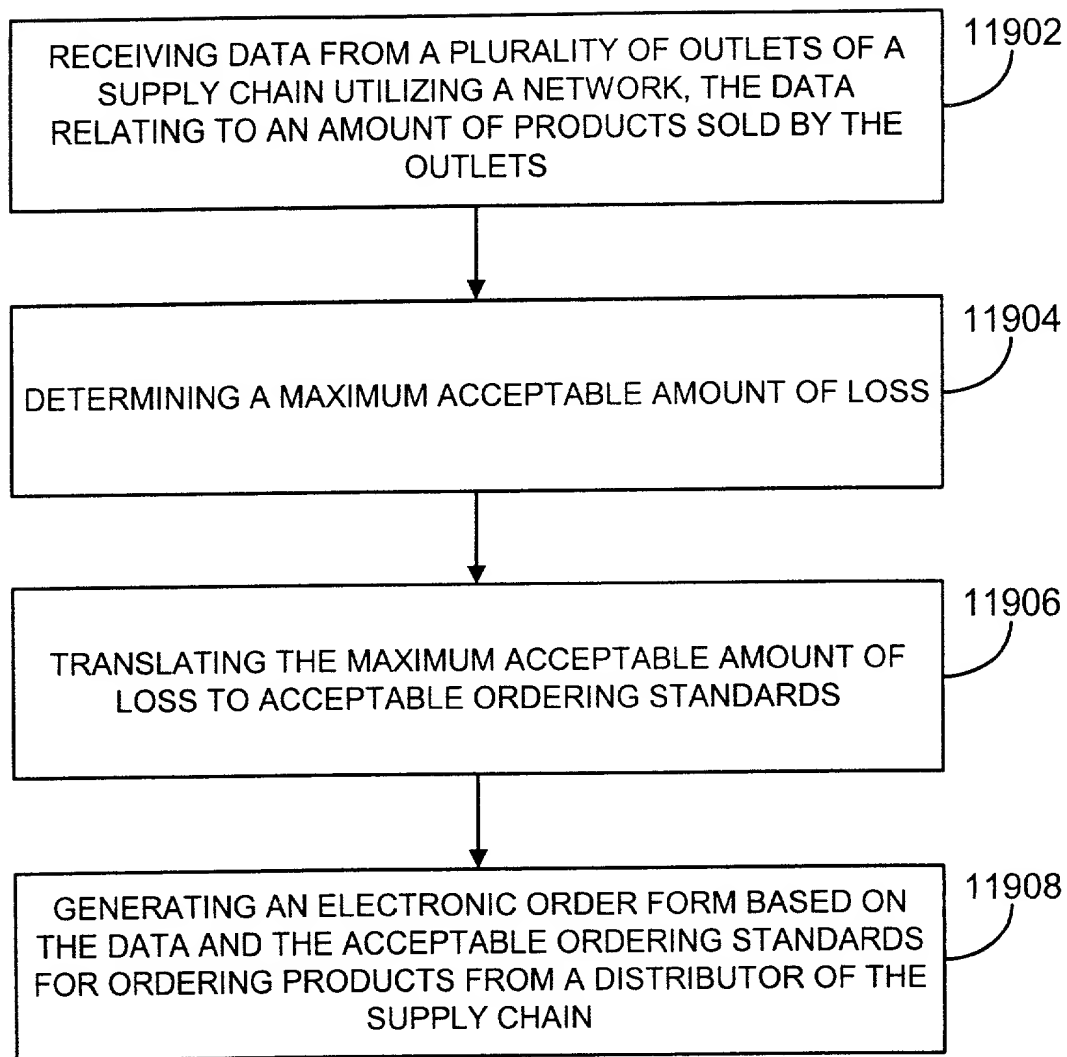 RECEIVING DATA FROM A PLURALITY OF OUTLETS OF A
SUPPLY CHAIN UTILIZING A NETWORK, THE DATA
RELATING TO AN AMOUNT OF PRODUCTS SOLD BY THE
OUTLETS
11902
DETERMINING A MAXIMUM ACCEPTABLE AMOUNT OF LOSS
11904
TRANSLATING THE MAXIMUM ACCEPTABLE AMOUNT OF
LOSS TO ACCEPTABLE ORDERING STANDARDS
11906
GENERATING AN ELECTRONIC ORDER FORM BASED ON
THE DATA AND THE ACCEPTABLE ORDERING STANDARDS
FOR ORDERING PRODUCTS FROM A DISTRIBUTOR OF THE
SUPPLY CHAIN
11908